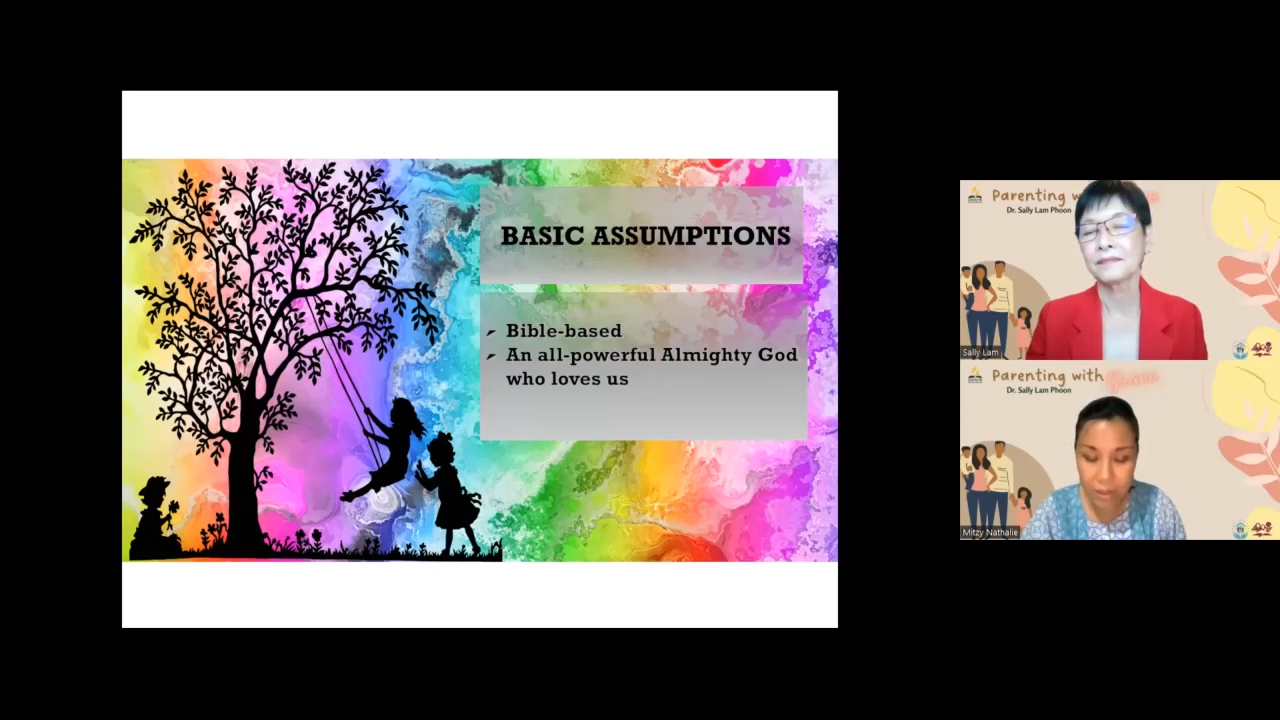 BASIC ASSUMPTIONS
Bible-based
An all-powerful Almighty God
who loves us
Parenting w
Dr. Sally Lam Phoon
Sally Lam
Parenting with Grace
Dr. Sally Lam Phoon
Mitzy Nathalie